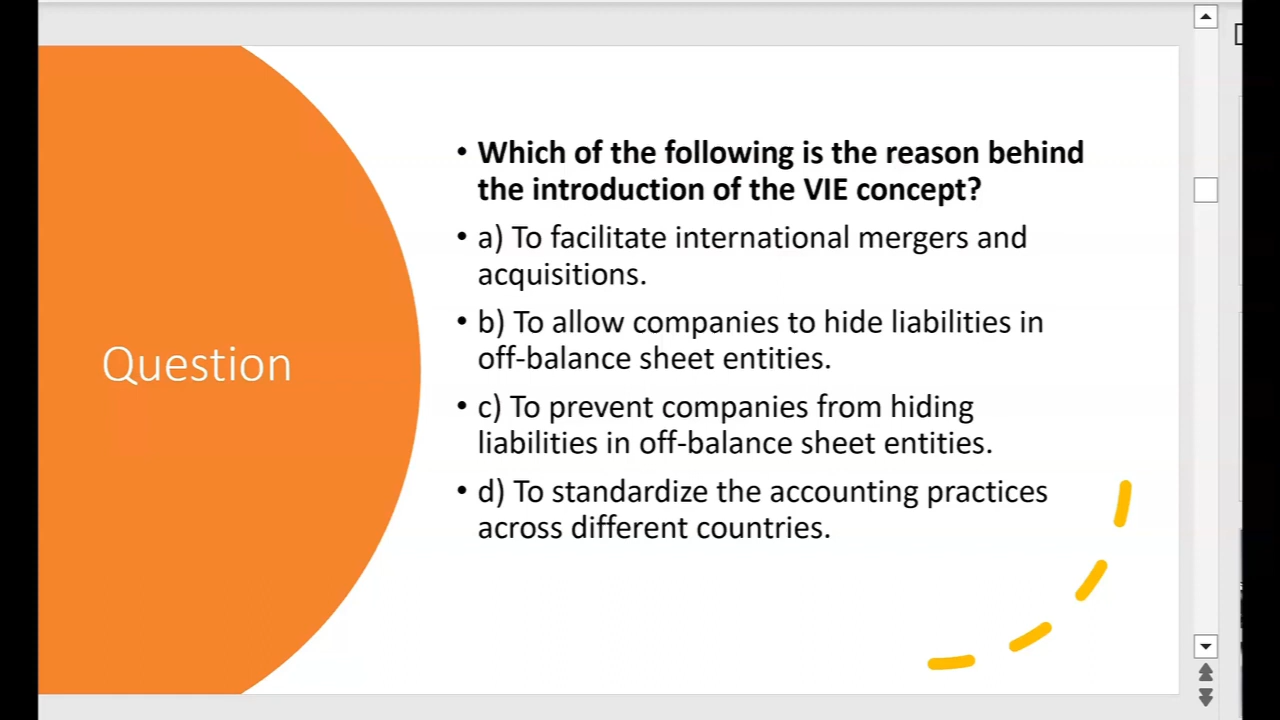 Question
• Which of the following is the reason behind
the introduction of the VIE concept?
• a) To facilitate international mergers and
acquisitions.
• b) To allow companies to hide liabilities in
off-balance sheet entities.
• c) To prevent companies from hiding
liabilities in off-balance sheet entities.
• d) To standardize the accounting practices
across different countries.